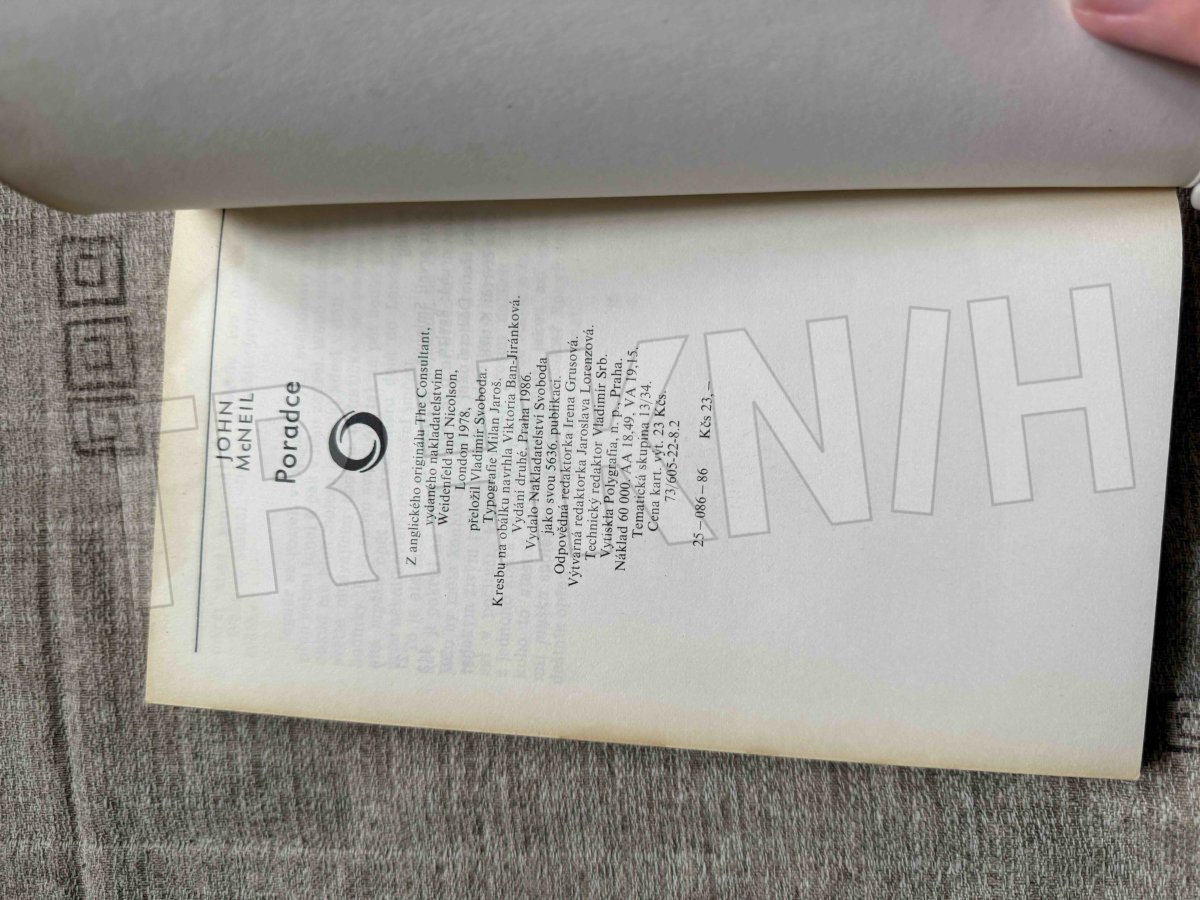 JOHN
McNEIL
Poradce
Z anglického originálu The Consultant,
vydaného nakladatelstvím
Weidenfeld and Nicolson,
London 1978,
přeložil Vladimír Svoboda.
Typografie Milan Jaroš.
Kresbu na obálku navrhla Viktoria Ban-Jiránková.
Vydání druhé. Praha 1986.
Vydalo Nakladatelství Svoboda
jako svou 5636. publikaci.
Odpovědná redaktorka Irena Grusová.
Výtvarná redaktorka Jaroslava Lorenzová.
Technický redaktor Vladimír Srb.
Vytiskla Polygrafia, n. p., Praha.
Náklad 60 000. AA 18,49, VA 19,15.
Tematická skupina 13/34.
Cena kart. výt. 23 Kčs.
73/605-22-8.2
25–086–86 Kčs 23,–
TRHKNIH